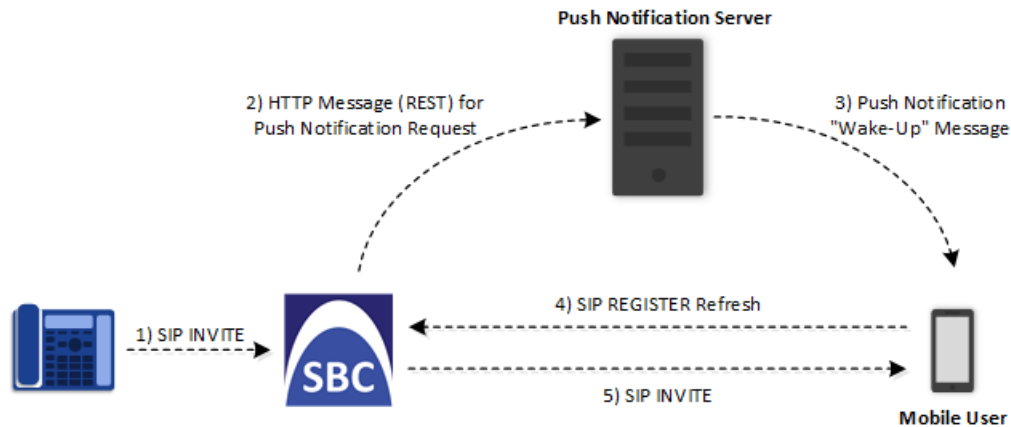 Push Notification Server
2) HTTP Message (REST) for
Push Notification Request
3) Push Notification
"Wake-Up" Message
1) SIP INVITE
SBC
4) SIP REGISTER Refresh
5) SIP INVITE
Mobile User